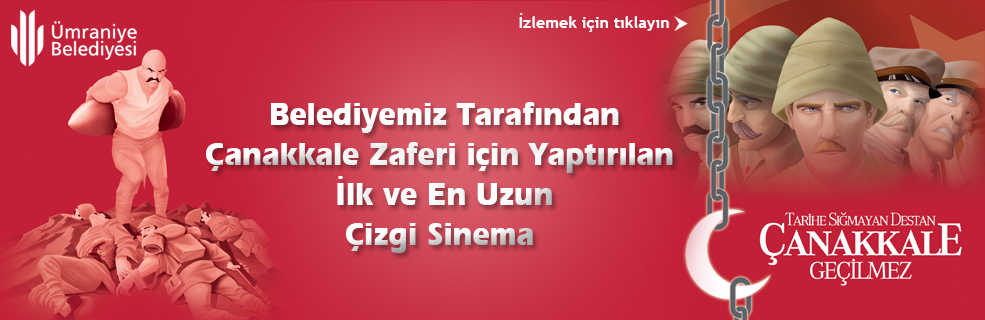 Ümraniye
Belediyesi
İzlemek için tıklayın
Belediyemiz Tarafından
Çanakkale Zaferi için Yaptırılan
İlk ve En Uzun
Çizgi Sinema
TARİHE SIĞMAYAN DESTAN
ÇANAKKALE
GEÇİLMEZ